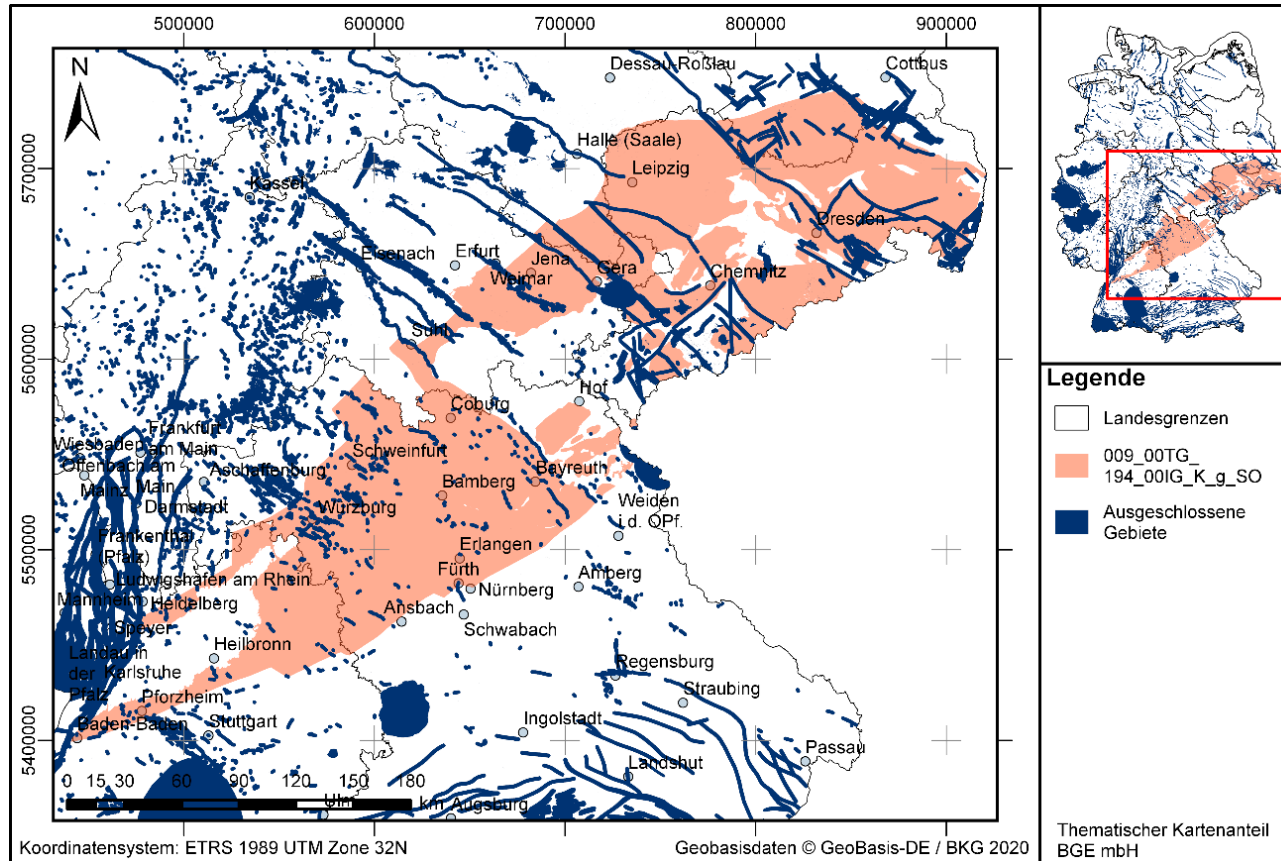 500000 600000 700000 800000 900000
N
Dessau-Roßlau
Cottbus
Halle (Saale)
5700000
Leipzig
Kassel
Dresden
Eisenach
Erfurt
Jena
Weimar
Gera
Chemnitz
Suhl
5600000
Hof
Coburg
Wiesbaden
Frankfurt
am Main
Schweinfurt
Offenbach am
Main
Aschaffenburg
Bayreuth
Mainz
Bamberg
Darmstadt
Würzburg
Weiden
i.d. OPf.
Frankenthal
(Pfalz)
5500000
Erlangen
Ludwigshafen am Rhein
Fürth
Amberg
Nürnberg
Mannheim
Heidelberg
Ansbach
Speyer
Schwabach
Heilbronn
Landau in
der
Pfalz
Karlsruhe
Regensburg
Pforzheim
Straubing
Baden-Baden
Stuttgart
Ingolstadt
5400000
Passau
Landshut
0 15 30 60 90 120 150 180
km
Ulm
Augsburg
Koordinatensystem: ETRS 1989 UTM Zone 32N
Geobasisdaten © GeoBasis-DE / BKG 2020
Legende
Landesgrenzen
009_00TG_
194_00IG_K_g_SO
Ausgeschlossene
Gebiete
Thematischer Kartenanteil
BGE mbH